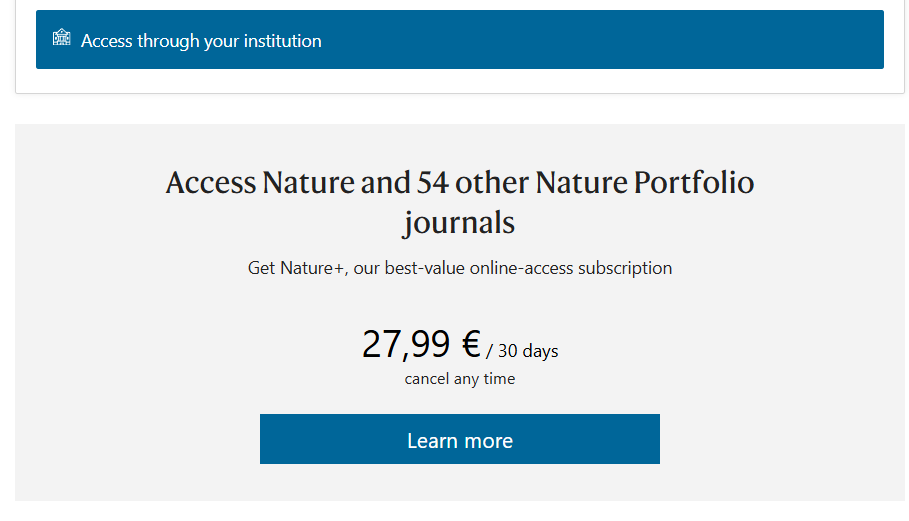 Access through your institution
Access Nature and 54 other Nature Portfolio
journals
Get Nature+, our best-value online-access subscription
27,99 € / 30 days
cancel any time
Learn more